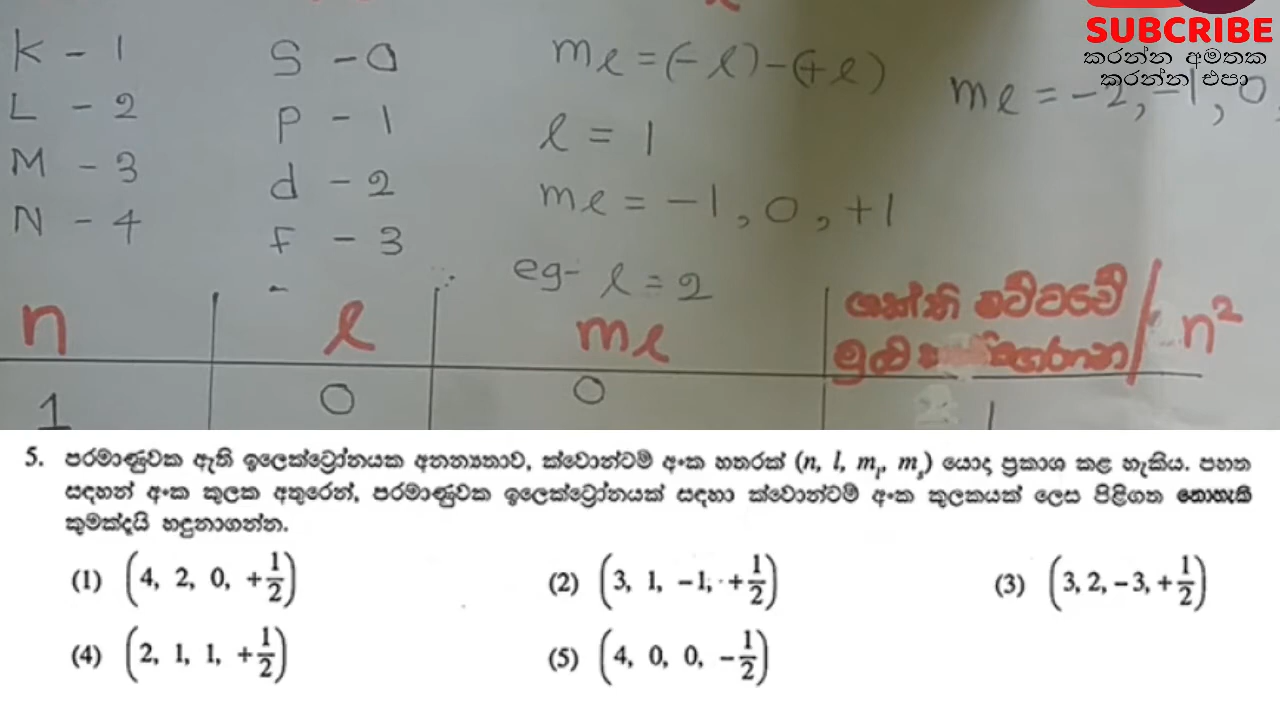 SUBCRIBE
කරන්න අමතක
කරන්න එපා
K - 1
L - 2
M - 3
N - 4
S - 0
P - 1
d - 2
F - 3
mℓ = (-ℓ) - (+ℓ)
ℓ = 1
mℓ = -1, 0, +1
eg- ℓ = 2
mℓ = -2, -1, 0,
n ℓ mℓ ශක්ති මට්ටමේ / n²
මුළු
1 0 0 1
5. පරමාණුවක ඇති ඉලෙක්ට්‍රෝනයක අනන්‍යතාව, ක්වොන්ටම් අංක හතරක් (n, l, mₗ, mₛ) යොද ප්‍රකාශ කළ හැකිය. පහත
සඳහන් අංක කුලක අතුරෙන්, පරමාණුවක ඉලෙක්ට්‍රෝනයක් සඳහා ක්වොන්ටම් අංක කුලකයක් ලෙස පිළිගත නොහැකි
කුමක්දැයි හඳුනාගන්න.
(1) (4, 2, 0, +1/2) (2) (3, 1, -1, +1/2) (3) (3, 2, -3, +1/2)
(4) (2, 1, 1, +1/2) (5) (4, 0, 0, -1/2)